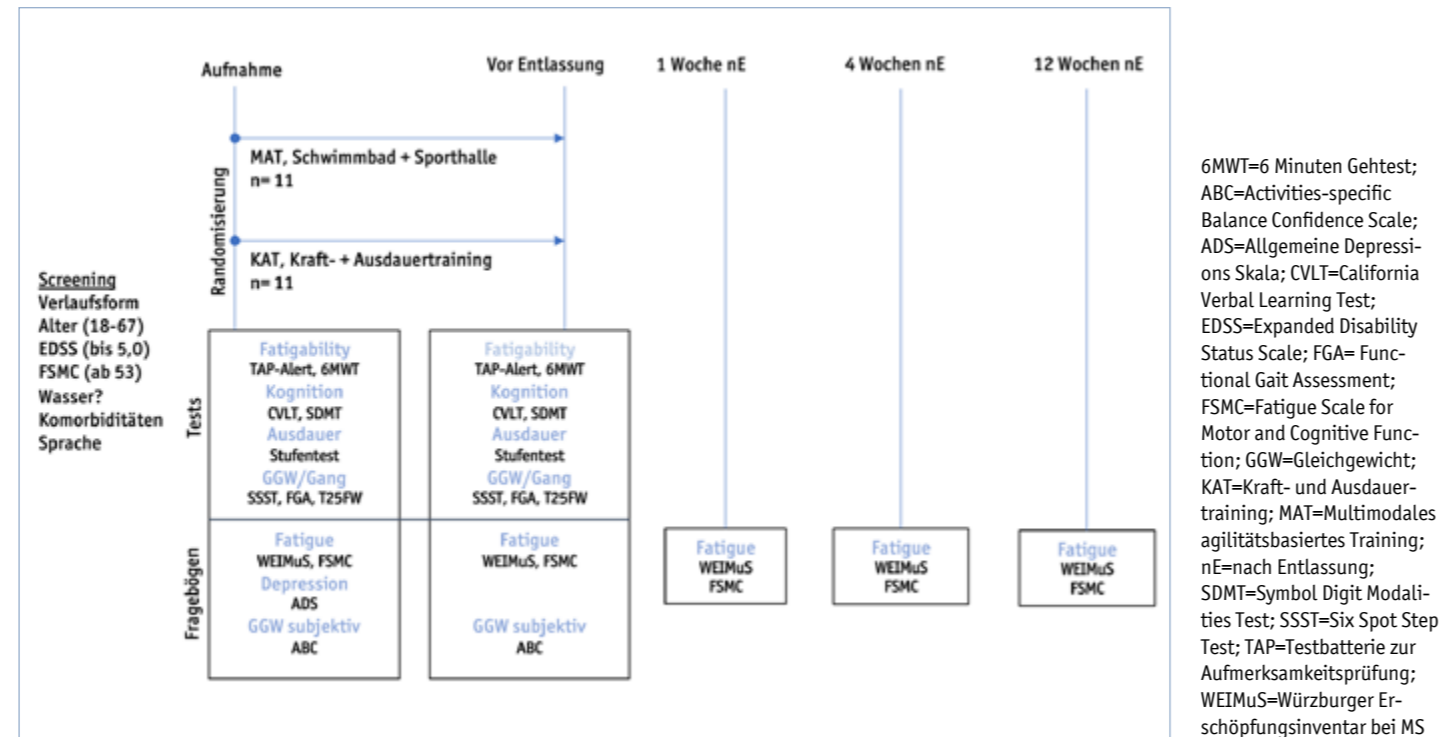 Aufnahme
Vor Entlassung
1 Woche nE
4 Wochen nE
12 Wochen nE
Randomisierung
MAT, Schwimmbad + Sporthalle
n= 11
KAT, Kraft- + Ausdauertraining
n= 11
Screening
Verlaufsform
Alter (18-67)
EDSS (bis 5,0)
FSMC (ab 53)
Wasser?
Komorbiditäten
Sprache
Tests
Fatigability
TAP-Alert, 6MWT
Kognition
CVLT, SDMT
Ausdauer
Stufentest
GGW/Gang
SSST, FGA, T25FW
Fatigability
TAP-Alert, 6MWT
Kognition
CVLT, SDMT
Ausdauer
Stufentest
GGW/Gang
SSST, FGA, T25FW
Fragebögen
Fatigue
WEIMuS, FSMC
Depression
ADS
GGW subjektiv
ABC
Fatigue
WEIMuS, FSMC
GGW subjektiv
ABC
Fatigue
WEIMuS
FSMC
Fatigue
WEIMuS
FSMC
Fatigue
WEIMuS
FSMC
6MWT=6 Minuten Gehtest;
ABC=Activities-specific
Balance Confidence Scale;
ADS=Allgemeine Depressi-
ons Skala; CVLT=California
Verbal Learning Test;
EDSS=Expanded Disability
Status Scale; FGA= Func-
tional Gait Assessment;
FSMC=Fatigue Scale for
Motor and Cognitive Func-
tion; GGW=Gleichgewicht;
KAT=Kraft- und Ausdauer-
training; MAT=Multimodales
agilitätsbasiertes Training;
nE=nach Entlassung;
SDMT=Symbol Digit Modali-
ties Test; SSST=Six Spot Step
Test; TAP=Testbatterie zur
Aufmerksamkeitsprüfung;
WEIMuS=Würzburger Er-
schöpfungsinventar bei MS